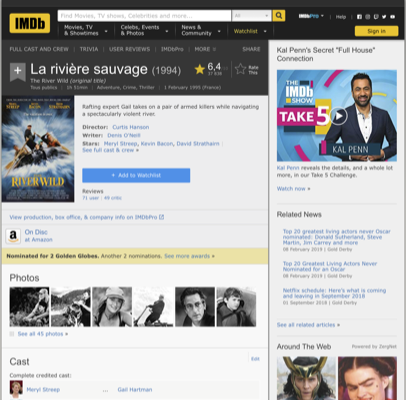 IMDb
Find Movies, TV shows, Celebrities and more...
All
IMDbPro
Help
Movies, TV
& Showtimes
Celebs, Events
& Photos
News &
Community
Watchlist
Sign in
FULL CAST AND CREW
TRIVIA
USER REVIEWS
IMDbPro
MORE
SHARE
La rivière sauvage (1994)
The River Wild (original title)
Tous publics | 1h 51min | Adventure, Crime, Thriller | 1 February 1995 (France)
6,4
Rate
This
RIVER WILD
Rafting expert Gail takes on a pair of armed killers while navigating
a spectacularly violent river.
Director: Curtis Hanson
Writer: Denis O'Neill
Stars: Meryl Streep, Kevin Bacon, David Strathairn
See full cast & crew »
+ Add to Watchlist
Reviews
71 user | 49 critic
View production, box office, & company info on IMDbPro
a
On Disc
at Amazon
Nominated for 2 Golden Globes. Another 2 nominations. See more awards »
Photos
See all 45 photos »
Cast
Edit
Complete credited cast:
Meryl Streep ... Gail Hartman
Kal Penn's Secret "Full House"
Connection
THE
IMDb
SHOW
TAKE 5
KAL PENN
Kal Penn reveals the details, and a whole lot
more, in our Take 5 Challenge.
Watch now »
Related News
Top 20 greatest living actors never Oscar
nominated: Donald Sutherland, Steve
Martin, Jim Carrey and more
09 February 2019 | Gold Derby
Top 20 Greatest Living Actors Never
Nominated for an Oscar
08 February 2019 | Gold Derby
Netflix schedule: Here's what is coming
and leaving in September 2018
01 September 2018 | Gold Derby
See all related articles »
Around The Web
Powered by ZergNet